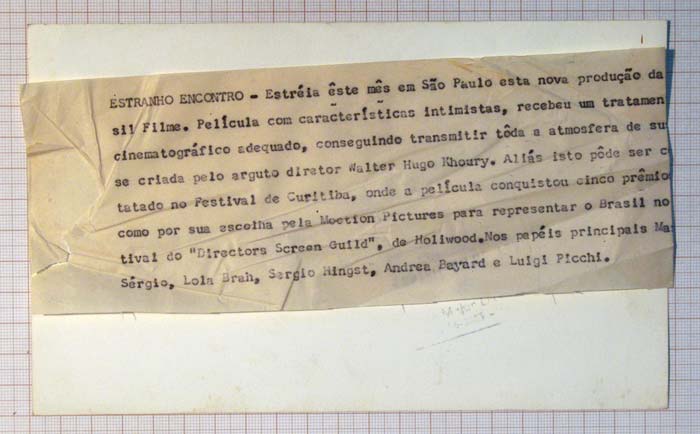 ESTRANHO ENCONTRO - Estréia êste mês em São Paulo esta nova produção da
sil Filme. Película com características intimistas, recebeu um tratamen
cinematográfico adequado, conseguindo transmitir tôda a atmosfera de su
se criada pelo arguto diretor Walter Hugo Khoury. Aliás isto pôde ser c
tatado no Festival de Curitiba, onde a película conquistou cinco prêmio
como por sua escolha pela Moction Pictures para representar o Brasil no
tival do "Directors Screen Guild", de Holiwood.Nos papéis principais Ma
Sérgio, Lola Brah, Sergio Hingst, Andrea Bayard e Luigi Picchi.